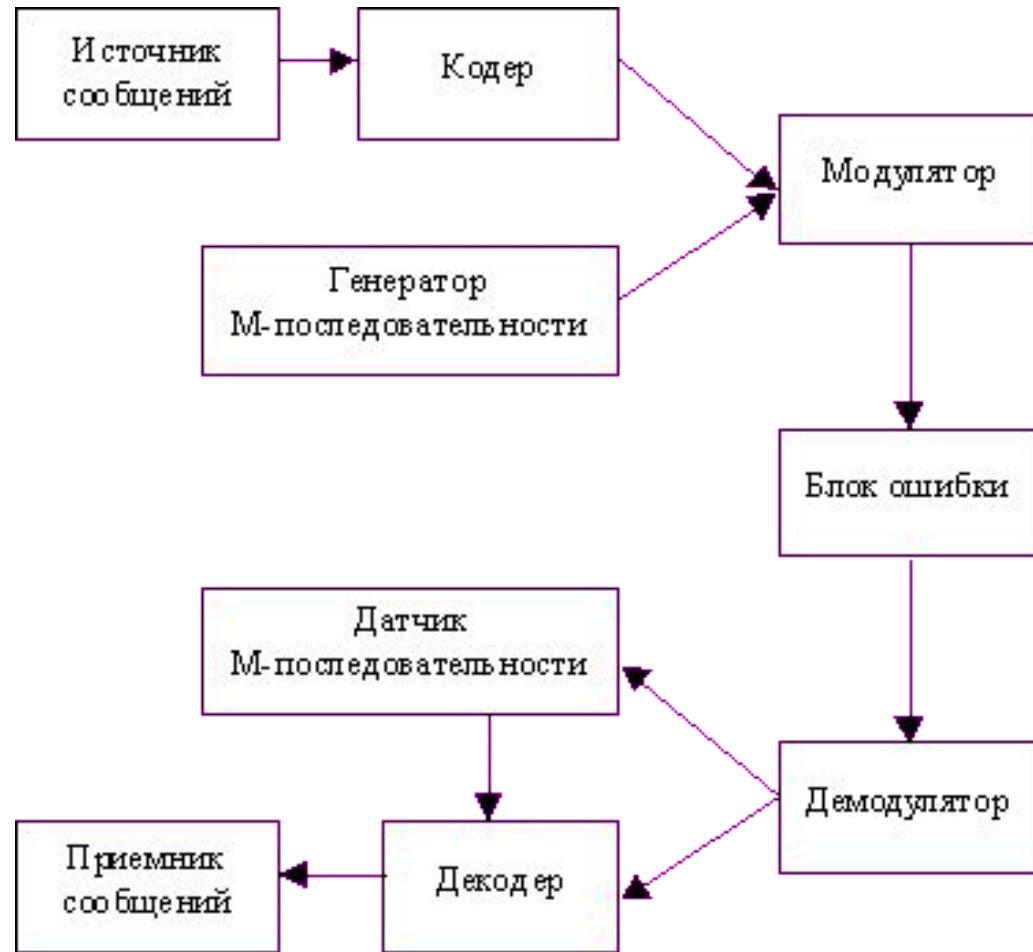 Источник
сообщений
Кодер
Модулятор
Генератор
М-последовательности
Блок ошибки
Датчик
М-последовательности
Демодулятор
Приемник
сообщений
Декодер